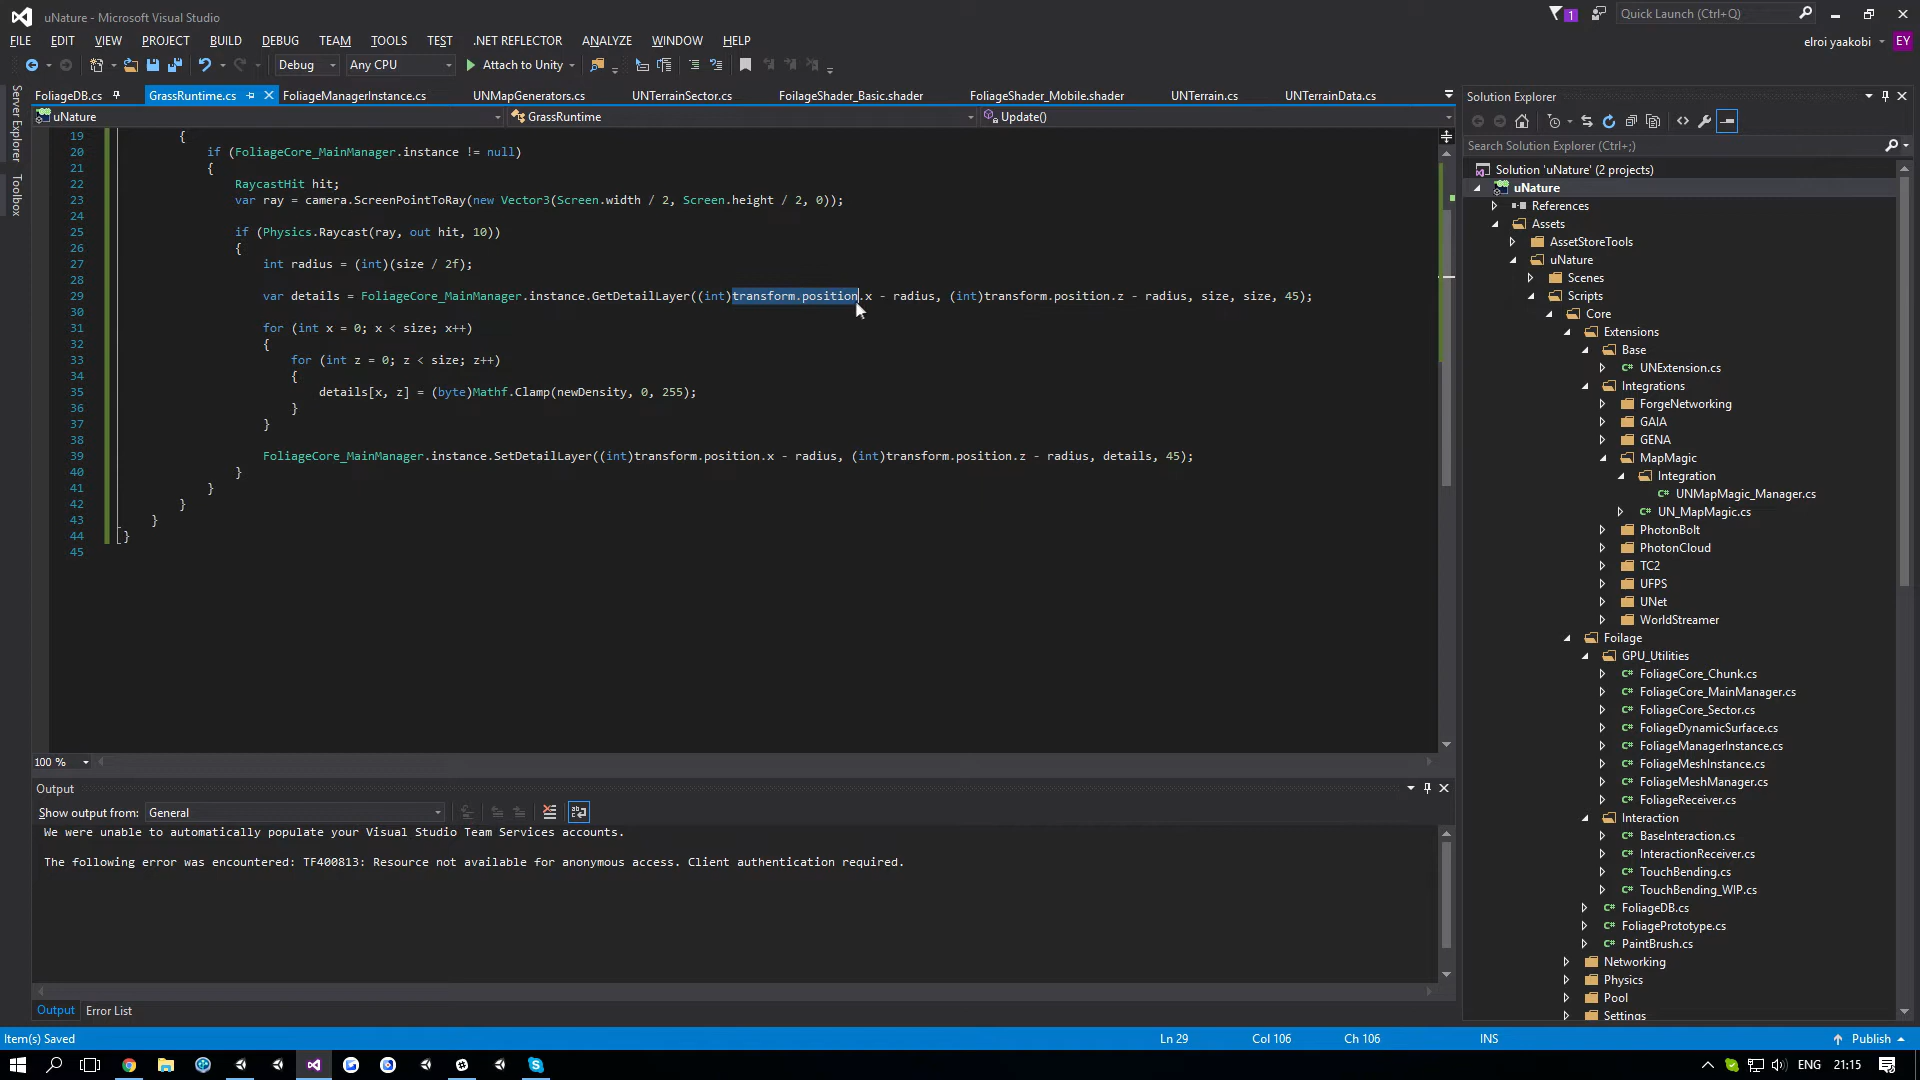 uNature - Microsoft Visual Studio
1
Quick Launch (Ctrl+Q)
FILE EDIT VIEW PROJECT BUILD DEBUG TEAM TOOLS TEST .NET REFLECTOR ANALYZE WINDOW HELP
elroi yaakobi EY
Debug Any CPU Attach to Unity
Server Explorer
Toolbox
FoliageDB.cs GrassRuntime.cs FoliageManagerInstance.cs UNMapGenerators.cs UNTerrainSector.cs FoilageShader_Basic.shader FoliageShader_Mobile.shader UNTerrain.cs UNTerrainData.cs
uNature GrassRuntime Update()
19 {
20 if (FoliageCore_MainManager.instance != null)
21 {
22 RaycastHit hit;
23 var ray = camera.ScreenPointToRay(new Vector3(Screen.width / 2, Screen.height / 2, 0));
24
25 if (Physics.Raycast(ray, out hit, 10))
26 {
27 int radius = (int)(size / 2f);
28
29 var details = FoliageCore_MainManager.instance.GetDetailLayer((int)transform.position.x - radius, (int)transform.position.z - radius, size, size, 45);
30
31 for (int x = 0; x < size; x++)
32 {
33 for (int z = 0; z < size; z++)
34 {
35 details[x, z] = (byte)Mathf.Clamp(newDensity, 0, 255);
36 }
37 }
38
39 FoliageCore_MainManager.instance.SetDetailLayer((int)transform.position.x - radius, (int)transform.position.z - radius, details, 45);
40 }
41 }
42 }
43 }
44 }
45
100 %
Output
Show output from: General
We were unable to automatically populate your Visual Studio Team Services accounts.
The following error was encountered: TF400813: Resource not available for anonymous access. Client authentication required.
Output Error List
Solution Explorer
Search Solution Explorer (Ctrl+;)
Solution 'uNature' (2 projects)
uNature
References
Assets
AssetStoreTools
uNature
Scenes
Scripts
Core
Extensions
Base
UNExtension.cs
Integrations
ForgeNetworking
GAIA
GENA
MapMagic
Integration
UNMapMagic_Manager.cs
UN_MapMagic.cs
PhotonBolt
PhotonCloud
TC2
UFPS
UNet
WorldStreamer
Foilage
GPU_Utilities
FoliageCore_Chunk.cs
FoliageCore_MainManager.cs
FoliageCore_Sector.cs
FoliageDynamicSurface.cs
FoliageManagerInstance.cs
FoliageMeshInstance.cs
FoliageMeshManager.cs
FoliageReceiver.cs
Interaction
BaseInteraction.cs
InteractionReceiver.cs
TouchBending.cs
TouchBending_WIP.cs
FoliageDB.cs
FoliagePrototype.cs
PaintBrush.cs
Networking
Physics
Pool
Settings
Item(s) Saved Ln 29 Col 106 Ch 106 INS Publish
ENG 21:15